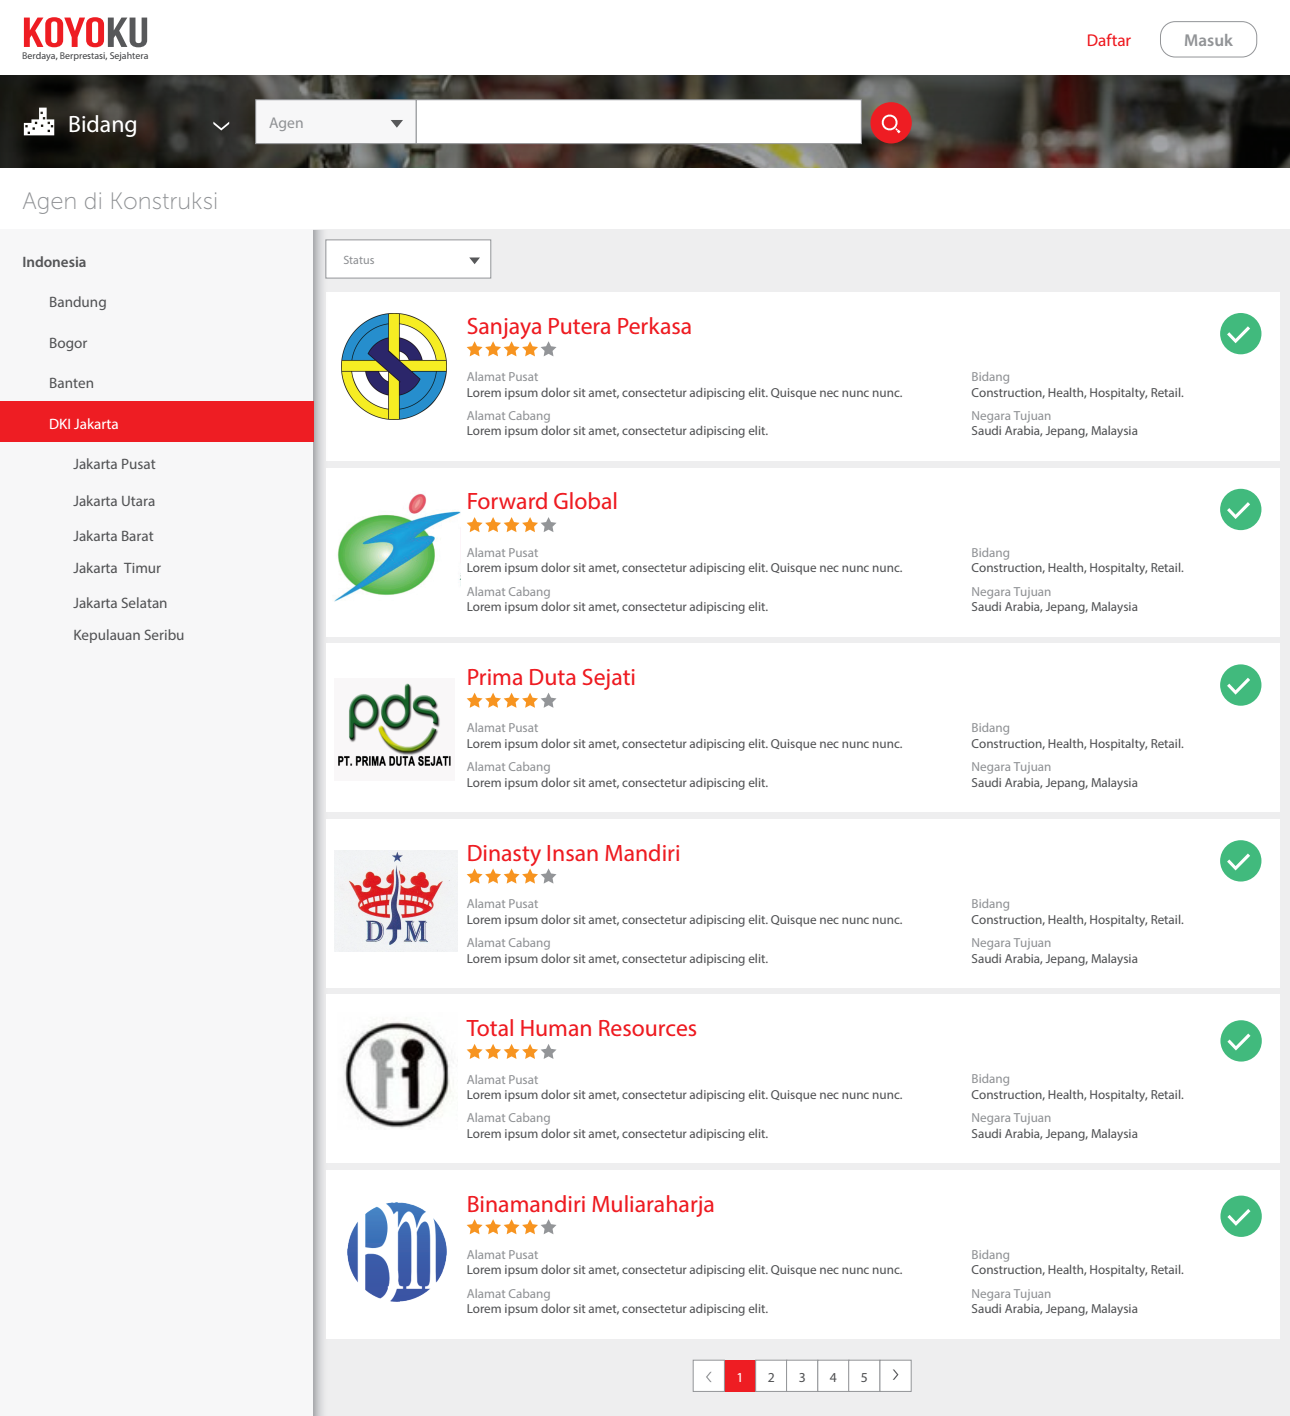 KOYOKU
Berdaya, Berprestasi, Sejahtera
Daftar
Masuk
Bidang
Agen
Agen di Konstruksi
Indonesia
Bandung
Bogor
Banten
DKI Jakarta
Jakarta Pusat
Jakarta Utara
Jakarta Barat
Jakarta Timur
Jakarta Selatan
Kepulauan Seribu
Status
Sanjaya Putera Perkasa
Alamat Pusat
Lorem ipsum dolor sit amet, consectetur adipiscing elit. Quisque nec nunc nunc.
Alamat Cabang
Lorem ipsum dolor sit amet, consectetur adipiscing elit.
Bidang
Construction, Health, Hospitalty, Retail.
Negara Tujuan
Saudi Arabia, Jepang, Malaysia
Forward Global
Alamat Pusat
Lorem ipsum dolor sit amet, consectetur adipiscing elit. Quisque nec nunc nunc.
Alamat Cabang
Lorem ipsum dolor sit amet, consectetur adipiscing elit.
Bidang
Construction, Health, Hospitalty, Retail.
Negara Tujuan
Saudi Arabia, Jepang, Malaysia
pds
PT. PRIMA DUTA SEJATI
Prima Duta Sejati
Alamat Pusat
Lorem ipsum dolor sit amet, consectetur adipiscing elit. Quisque nec nunc nunc.
Alamat Cabang
Lorem ipsum dolor sit amet, consectetur adipiscing elit.
Bidang
Construction, Health, Hospitalty, Retail.
Negara Tujuan
Saudi Arabia, Jepang, Malaysia
DIM
Dinasty Insan Mandiri
Alamat Pusat
Lorem ipsum dolor sit amet, consectetur adipiscing elit. Quisque nec nunc nunc.
Alamat Cabang
Lorem ipsum dolor sit amet, consectetur adipiscing elit.
Bidang
Construction, Health, Hospitalty, Retail.
Negara Tujuan
Saudi Arabia, Jepang, Malaysia
Total Human Resources
Alamat Pusat
Lorem ipsum dolor sit amet, consectetur adipiscing elit. Quisque nec nunc nunc.
Alamat Cabang
Lorem ipsum dolor sit amet, consectetur adipiscing elit.
Bidang
Construction, Health, Hospitalty, Retail.
Negara Tujuan
Saudi Arabia, Jepang, Malaysia
Bm
Binamandiri Muliaraharja
Alamat Pusat
Lorem ipsum dolor sit amet, consectetur adipiscing elit. Quisque nec nunc nunc.
Alamat Cabang
Lorem ipsum dolor sit amet, consectetur adipiscing elit.
Bidang
Construction, Health, Hospitalty, Retail.
Negara Tujuan
Saudi Arabia, Jepang, Malaysia
1 2 3 4 5